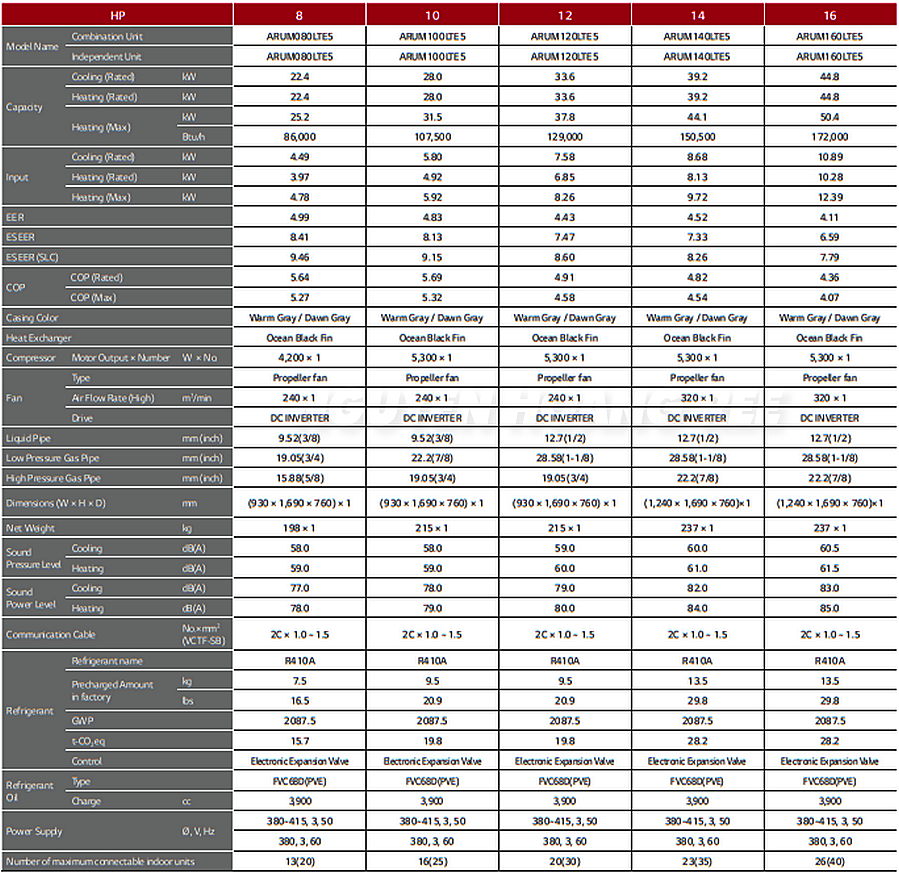 HP 8 10 12 14 16
Model Name Combination Unit ARUM080LTE5 ARUM100LTE5 ARUM120LTE5 ARUM140LTE5 ARUM160LTE5
Independent Unit ARUM080LTE5 ARUM100LTE5 ARUM120LTE5 ARUM140LTE5 ARUM160LTE5
Capacity Cooling (Rated) kW 22.4 28.0 33.6 39.2 44.8
Heating (Rated) kW 22.4 28.0 33.6 39.2 44.8
Heating (Max) kW 25.2 31.5 37.8 44.1 50.4
Btu/h 86,000 107,500 129,000 150,500 172,000
Input Cooling (Rated) kW 4.49 5.80 7.58 8.68 10.89
Heating (Rated) kW 3.97 4.92 6.85 8.13 10.28
Heating (Max) kW 4.78 5.92 8.26 9.72 12.39
EER 4.99 4.83 4.43 4.52 4.11
ESEER 8.41 8.13 7.47 7.33 6.59
ESEER (SLC) 9.46 9.15 8.60 8.26 7.79
COP COP (Rated) 5.64 5.69 4.91 4.82 4.36
COP (Max) 5.27 5.32 4.58 4.54 4.07
Casing Color Warm Gray / Dawn Gray Warm Gray / Dawn Gray Warm Gray / Dawn Gray Warm Gray / Dawn Gray Warm Gray / Dawn Gray
Heat Exchanger Ocean Black Fin Ocean Black Fin Ocean Black Fin Ocean Black Fin Ocean Black Fin
Compressor Motor Output × Number W × No. 4,200 × 1 5,300 × 1 5,300 × 1 5,300 × 1 5,300 × 1
Fan Type Propeller fan Propeller fan Propeller fan Propeller fan Propeller fan
Air Flow Rate (High) m³/min 240 × 1 240 × 1 240 × 1 320 × 1 320 × 1
Drive DC INVERTER DC INVERTER DC INVERTER DC INVERTER DC INVERTER
Liquid Pipe mm (inch) 9.52(3/8) 9.52(3/8) 12.7(1/2) 12.7(1/2) 12.7(1/2)
Low Pressure Gas Pipe mm (inch) 19.05(3/4) 22.2(7/8) 28.58(1-1/8) 28.58(1-1/8) 28.58(1-1/8)
High Pressure Gas Pipe mm (inch) 15.88(5/8) 19.05(3/4) 19.05(3/4) 22.2(7/8) 22.2(7/8)
Dimensions (W × H × D) mm (930 × 1,690 × 760) × 1 (930 × 1,690 × 760) × 1 (930 × 1,690 × 760) × 1 (1,240 × 1,690 × 760)×1 (1,240 × 1,690 × 760)×1
Net Weight kg 198 × 1 215 × 1 215 × 1 237 × 1 237 × 1
Sound Pressure Level Cooling dB(A) 58.0 58.0 59.0 60.0 60.5
Heating dB(A) 59.0 59.0 60.0 61.0 61.5
Sound Power Level Cooling dB(A) 77.0 78.0 79.0 82.0 83.0
Heating dB(A) 78.0 79.0 80.0 84.0 85.0
Communication Cable No.×mm² (VCTF-SB) 2C × 1.0 ~ 1.5 2C × 1.0 ~ 1.5 2C × 1.0 ~ 1.5 2C × 1.0 ~ 1.5 2C × 1.0 ~ 1.5
Refrigerant Refrigerant name R410A R410A R410A R410A R410A
Precharged Amount in factory kg 7.5 9.5 9.5 13.5 13.5
lbs 16.5 20.9 20.9 29.8 29.8
GWP 2087.5 2087.5 2087.5 2087.5 2087.5
t-CO₂eq 15.7 19.8 19.8 28.2 28.2
Control Electronic Expansion Valve Electronic Expansion Valve Electronic Expansion Valve Electronic Expansion Valve Electronic Expansion Valve
Refrigerant Oil Type FVC68D(PVE) FVC68D(PVE) FVC68D(PVE) FVC68D(PVE) FVC68D(PVE)
Charge cc 3,900 3,900 3,900 3,900 3,900
Power Supply Ø, V, Hz 380-415, 3, 50 380-415, 3, 50 380-415, 3, 50 380-415, 3, 50 380-415, 3, 50
380, 3, 60 380, 3, 60 380, 3, 60 380, 3, 60 380, 3, 60
Number of maximum connectable indoor units 13(20) 16(25) 20(30) 23(35) 26(40)